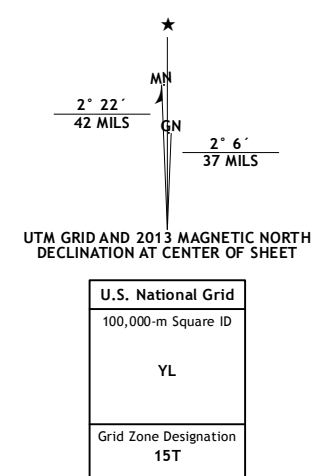 ★
MN
2° 22´
42 MILS
GN
2° 6´
37 MILS
UTM GRID AND 2013 MAGNETIC NORTH
DECLINATION AT CENTER OF SHEET
U.S. National Grid
100,000-m Square ID
YL
Grid Zone Designation
15T